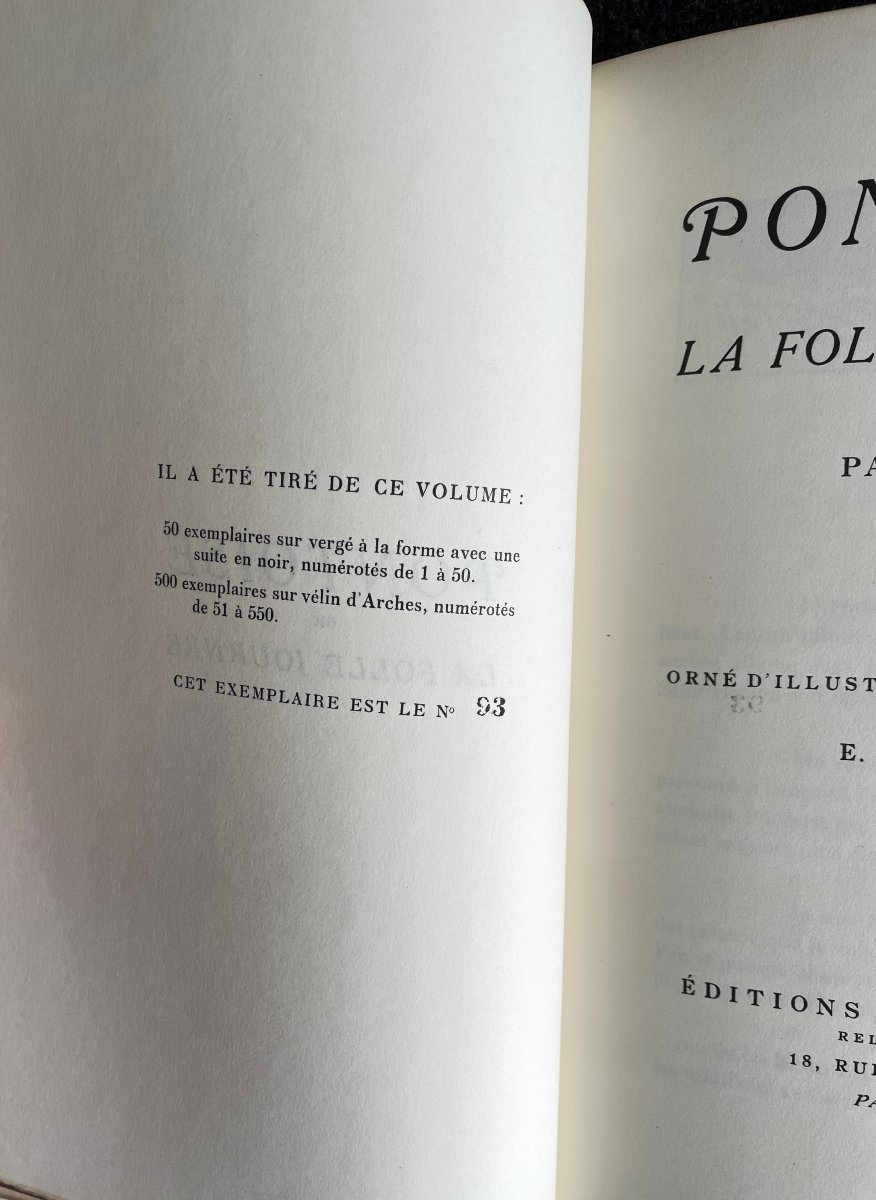 IL A ÉTÉ TIRÉ DE CE VOLUME :
50 exemplaires sur vergé à la forme avec une
suite en noir, numérotés de 1 à 50.
500 exemplaires sur vélin d'Arches, numérotés
de 51 à 550.
CET EXEMPLAIRE EST LE Nº 93
PON
LA FOL
PA
ORNÉ D'ILLUST
E.
ÉDITIONS
REL
18, RUE
PA